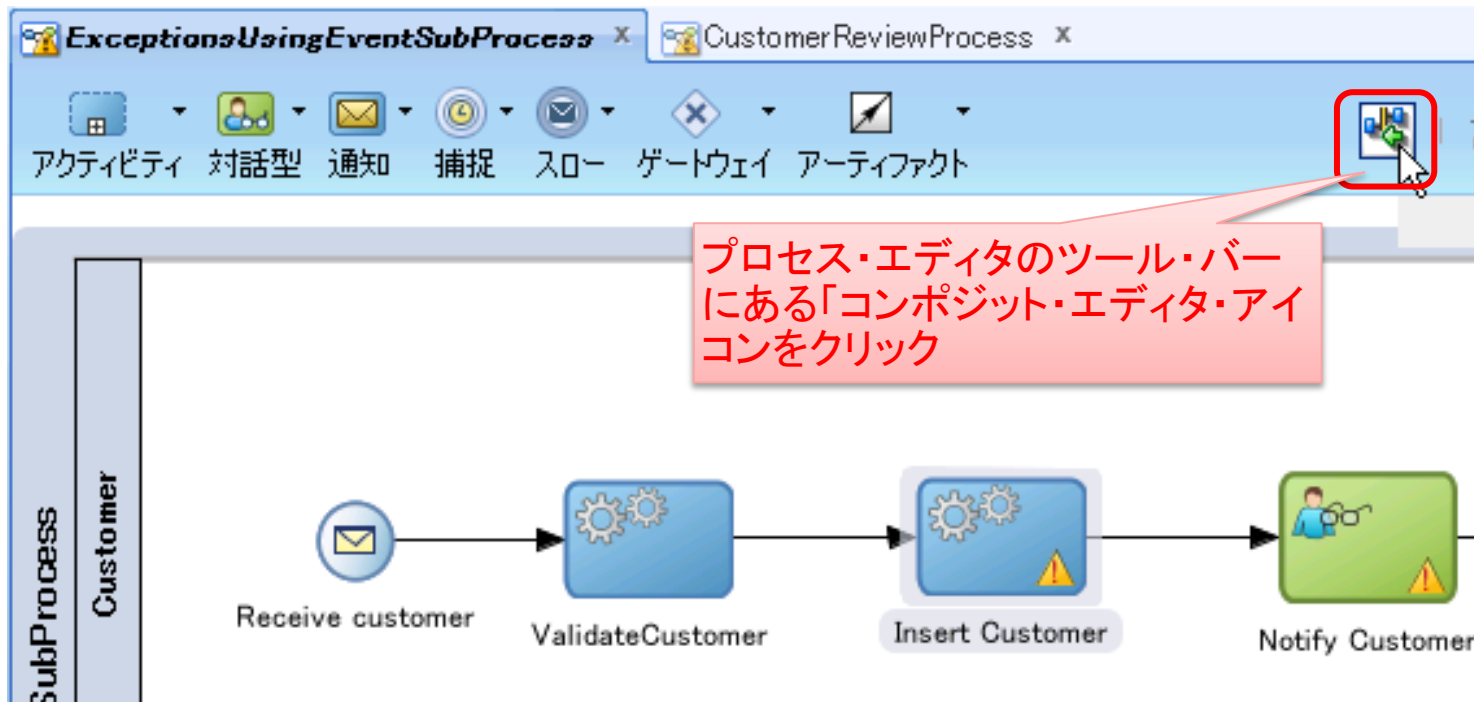 ExceptionsUsingEventSubProcess x CustomerReviewProcess x
アクティビティ 対話型 通知 捕捉 スロー ゲートウェイ アーティファクト
プロセス・エディタのツール・バー
にある「コンポジット・エディタ・アイ
コンをクリック
SubProcess
Customer
Receive customer
ValidateCustomer
Insert Customer
Notify Customer